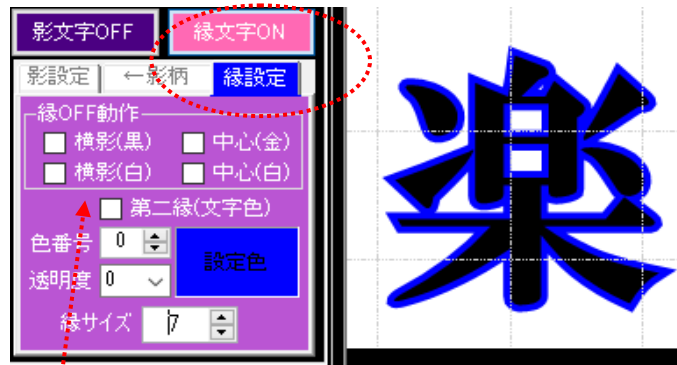 影文字OFF 縁文字ON
影設定 ←影柄 縁設定
縁OFF動作
横影(黒) 中心(金)
横影(白) 中心(白)
第二縁(文字色)
色番号 0 設定色
透明度 0
縁サイズ 7
楽